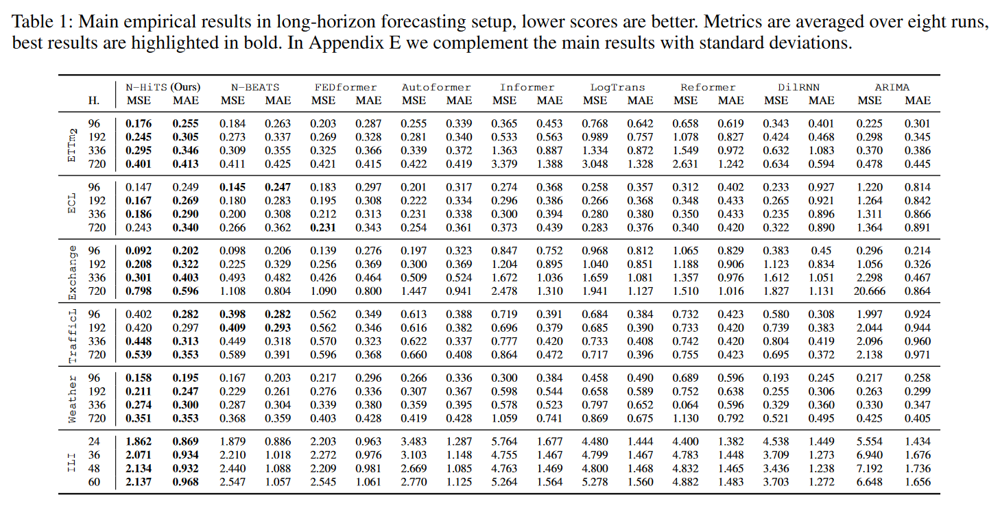 Table 1: Main empirical results in long-horizon forecasting setup, lower scores are better. Metrics are averaged over eight runs,
best results are highlighted in bold. In Appendix E we complement the main results with standard deviations.
N-HiTS (Ours) N-BEATS FEDformer Autoformer Informer LogTrans Reformer DilRNN ARIMA
H. MSE MAE MSE MAE MSE MAE MSE MAE MSE MAE MSE MAE MSE MAE MSE MAE MSE MAE
ETTm2
96 0.176 0.255 0.184 0.263 0.203 0.287 0.255 0.339 0.365 0.453 0.768 0.642 0.658 0.619 0.343 0.401 0.225 0.301
192 0.245 0.305 0.273 0.337 0.269 0.328 0.281 0.340 0.533 0.563 0.989 0.757 1.078 0.827 0.424 0.468 0.298 0.345
336 0.295 0.346 0.309 0.355 0.325 0.366 0.339 0.372 1.363 0.887 1.334 0.872 1.549 0.972 0.632 1.083 0.370 0.386
720 0.401 0.413 0.411 0.425 0.421 0.415 0.422 0.419 3.379 1.388 3.048 1.328 2.631 1.242 0.634 0.594 0.478 0.445
ECL
96 0.147 0.249 0.145 0.247 0.183 0.297 0.201 0.317 0.274 0.368 0.258 0.357 0.312 0.402 0.233 0.927 1.220 0.814
192 0.167 0.269 0.180 0.283 0.195 0.308 0.222 0.334 0.296 0.386 0.266 0.368 0.348 0.433 0.265 0.921 1.264 0.842
336 0.186 0.290 0.200 0.308 0.212 0.313 0.231 0.338 0.300 0.394 0.280 0.380 0.350 0.433 0.235 0.896 1.311 0.866
720 0.243 0.340 0.266 0.362 0.231 0.343 0.254 0.361 0.373 0.439 0.283 0.376 0.340 0.420 0.322 0.890 1.364 0.891
Exchange
96 0.092 0.202 0.098 0.206 0.139 0.276 0.197 0.323 0.847 0.752 0.968 0.812 1.065 0.829 0.383 0.45 0.296 0.214
192 0.208 0.322 0.225 0.329 0.256 0.369 0.300 0.369 1.204 0.895 1.040 0.851 1.188 0.906 1.123 0.834 1.056 0.326
336 0.301 0.403 0.493 0.482 0.426 0.464 0.509 0.524 1.672 1.036 1.659 1.081 1.357 0.976 1.612 1.051 2.298 0.467
720 0.798 0.596 1.108 0.804 1.090 0.800 1.447 0.941 2.478 1.310 1.941 1.127 1.510 1.016 1.827 1.131 20.666 0.864
TrafficL
96 0.402 0.282 0.398 0.282 0.562 0.349 0.613 0.388 0.719 0.391 0.684 0.384 0.732 0.423 0.580 0.308 1.997 0.924
192 0.420 0.297 0.409 0.293 0.562 0.346 0.616 0.382 0.696 0.379 0.685 0.390 0.733 0.420 0.739 0.383 2.044 0.944
336 0.448 0.313 0.449 0.318 0.570 0.323 0.622 0.337 0.777 0.420 0.733 0.408 0.742 0.420 0.804 0.419 2.096 0.960
720 0.539 0.353 0.589 0.391 0.596 0.368 0.660 0.408 0.864 0.472 0.717 0.396 0.755 0.423 0.695 0.372 2.138 0.971
Weather
96 0.158 0.195 0.167 0.203 0.217 0.296 0.266 0.336 0.300 0.384 0.458 0.490 0.689 0.596 0.193 0.245 0.217 0.258
192 0.211 0.247 0.229 0.261 0.276 0.336 0.307 0.367 0.598 0.544 0.658 0.589 0.752 0.638 0.255 0.306 0.263 0.299
336 0.274 0.300 0.287 0.304 0.339 0.380 0.359 0.395 0.578 0.523 0.797 0.652 0.064 0.596 0.329 0.360 0.330 0.347
720 0.351 0.353 0.368 0.359 0.403 0.428 0.419 0.428 1.059 0.741 0.869 0.675 1.130 0.792 0.521 0.495 0.425 0.405
ILI
24 1.862 0.869 1.879 0.886 2.203 0.963 3.483 1.287 5.764 1.677 4.480 1.444 4.400 1.382 4.538 1.449 5.554 1.434
36 2.071 0.934 2.210 1.018 2.272 0.976 3.103 1.148 4.755 1.467 4.799 1.467 4.783 1.448 3.709 1.273 6.940 1.676
48 2.134 0.932 2.440 1.088 2.209 0.981 2.669 1.085 4.763 1.469 4.800 1.468 4.832 1.465 3.436 1.238 7.192 1.736
60 2.137 0.968 2.547 1.057 2.545 1.061 2.770 1.125 5.264 1.564 5.278 1.560 4.882 1.483 3.703 1.272 6.648 1.656